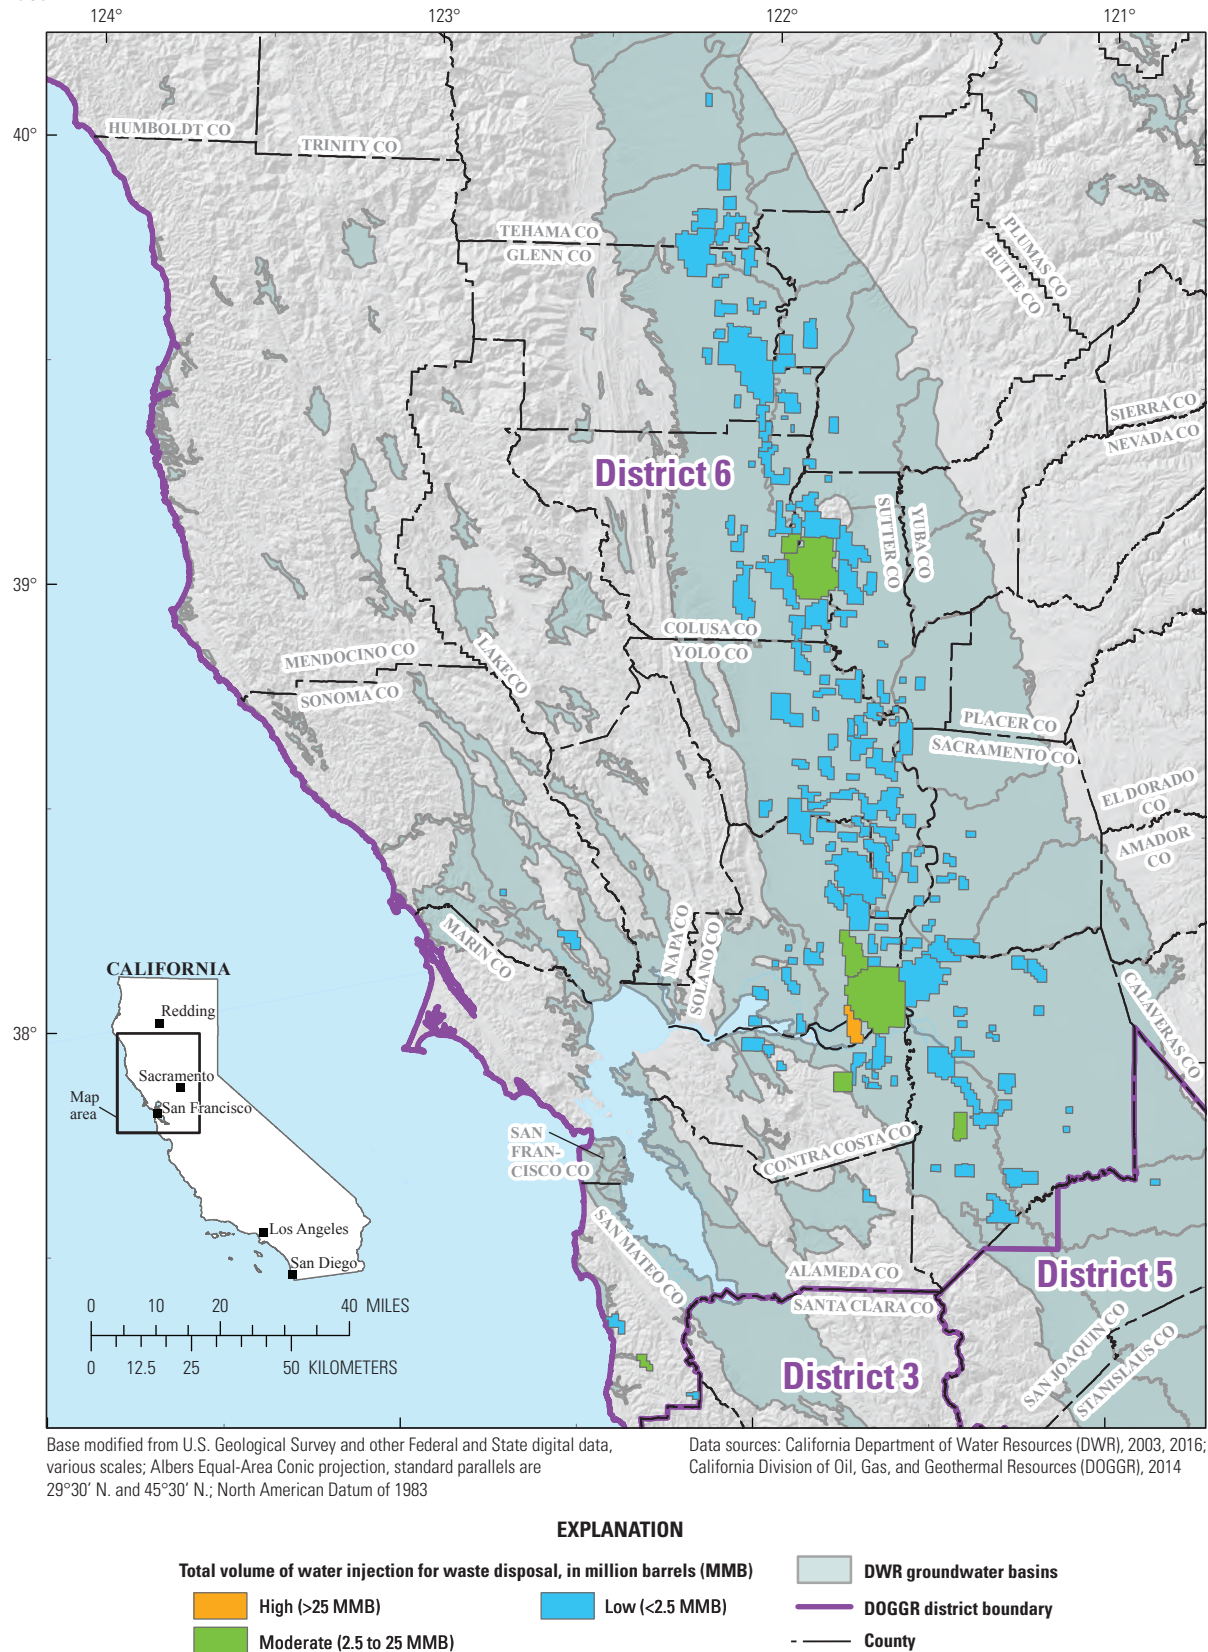 124°
123°
122°
121°
40°
39°
38°
HUMBOLDT CO
TRINITY CO
TEHAMA CO
GLENN CO
PLUMAS CO
BUTTE CO
SIERRA CO
NEVADA CO
District 6
SUTTER CO
YUBA CO
COLUSA CO
YOLO CO
MENDOCINO CO
SONOMA CO
LAKE CO
PLACER CO
SACRAMENTO CO
EL DORADO
CO
AMADOR
CO
MARIN CO
NAPA CO
SOLANO CO
CALAVERAS CO
CONTRA COSTA CO
SAN
FRAN-
CISCO CO
SAN MATEO CO
ALAMEDA CO
SANTA CLARA CO
District 5
District 3
SAN JOAQUIN CO
STANISLAUS CO
CALIFORNIA
Redding
Sacramento
Map
area
San Francisco
Los Angeles
San Diego
0 10 20 40 MILES
0 12.5 25 50 KILOMETERS
Base modified from U.S. Geological Survey and other Federal and State digital data,
various scales; Albers Equal-Area Conic projection, standard parallels are
29°30′ N. and 45°30′ N.; North American Datum of 1983
Data sources: California Department of Water Resources (DWR), 2003, 2016;
California Division of Oil, Gas, and Geothermal Resources (DOGGR), 2014
EXPLANATION
Total volume of water injection for waste disposal, in million barrels (MMB)
High (>25 MMB)
Moderate (2.5 to 25 MMB)
Low (<2.5 MMB)
DWR groundwater basins
DOGGR district boundary
County